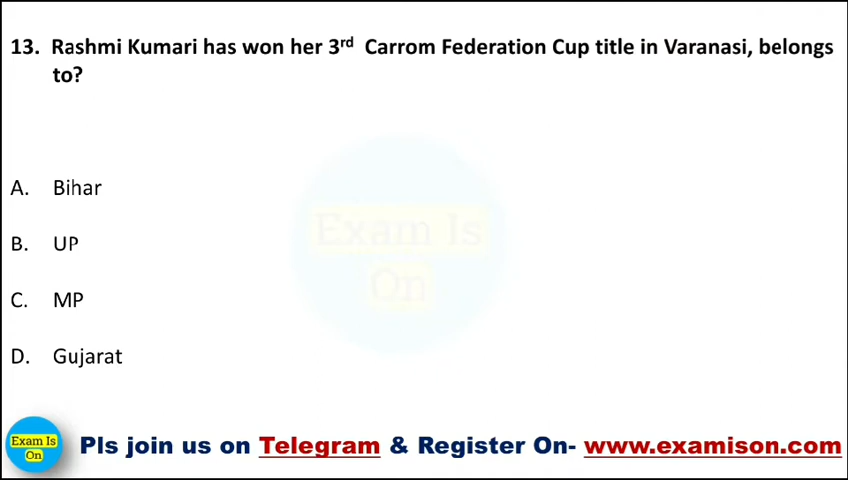 13. Rashmi Kumari has won her 3rd Carrom Federation Cup title in Varanasi, belongs
to?
A. Bihar
Exam Is
On
B. UP
C. MP
D. Gujarat
Exam Is
On
Pls join us on Telegram & Register On- www.examison.com